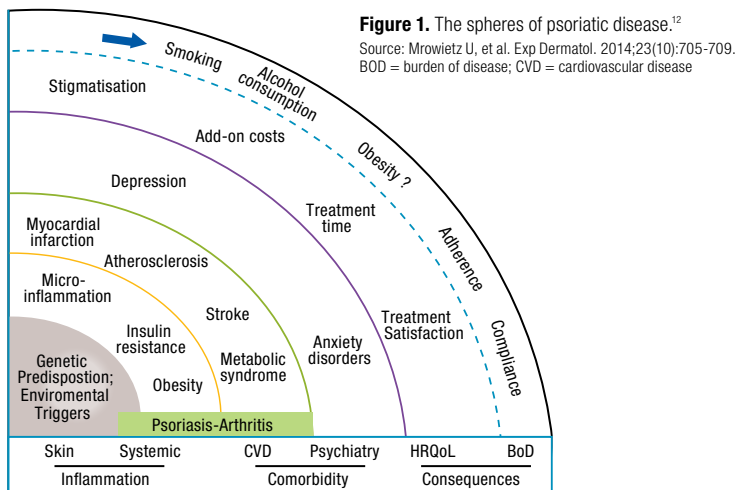 Figure 1. The spheres of psoriatic disease.12
Source: Mrowietz U, et al. Exp Dermatol. 2014;23(10):705-709.
BOD = burden of disease; CVD = cardiovascular disease
Smoking
Alcohol
consumption
Obesity ?
Adherence
Compliance
Stigmatisation
Add-on costs
Treatment
time
Treatment
Satisfaction
Depression
Anxiety
disorders
Myocardial
infarction
Atherosclerosis
Stroke
Metabolic
syndrome
Micro-
inflammation
Insulin
resistance
Obesity
Genetic
Predispostion;
Enviromental
Triggers
Psoriasis-Arthritis
Skin
Systemic
CVD
Psychiatry
HRQoL
BoD
Inflammation
Comorbidity
Consequences